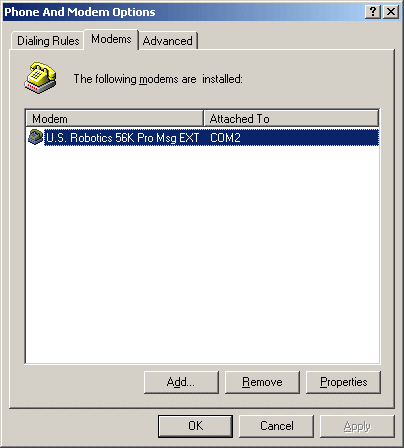 Phone And Modem Options
Dialing Rules Modems Advanced
The following modems are installed:
Modem Attached To
U.S. Robotics 56K Pro Msg EXT COM2
Add... Remove Properties
OK Cancel Apply